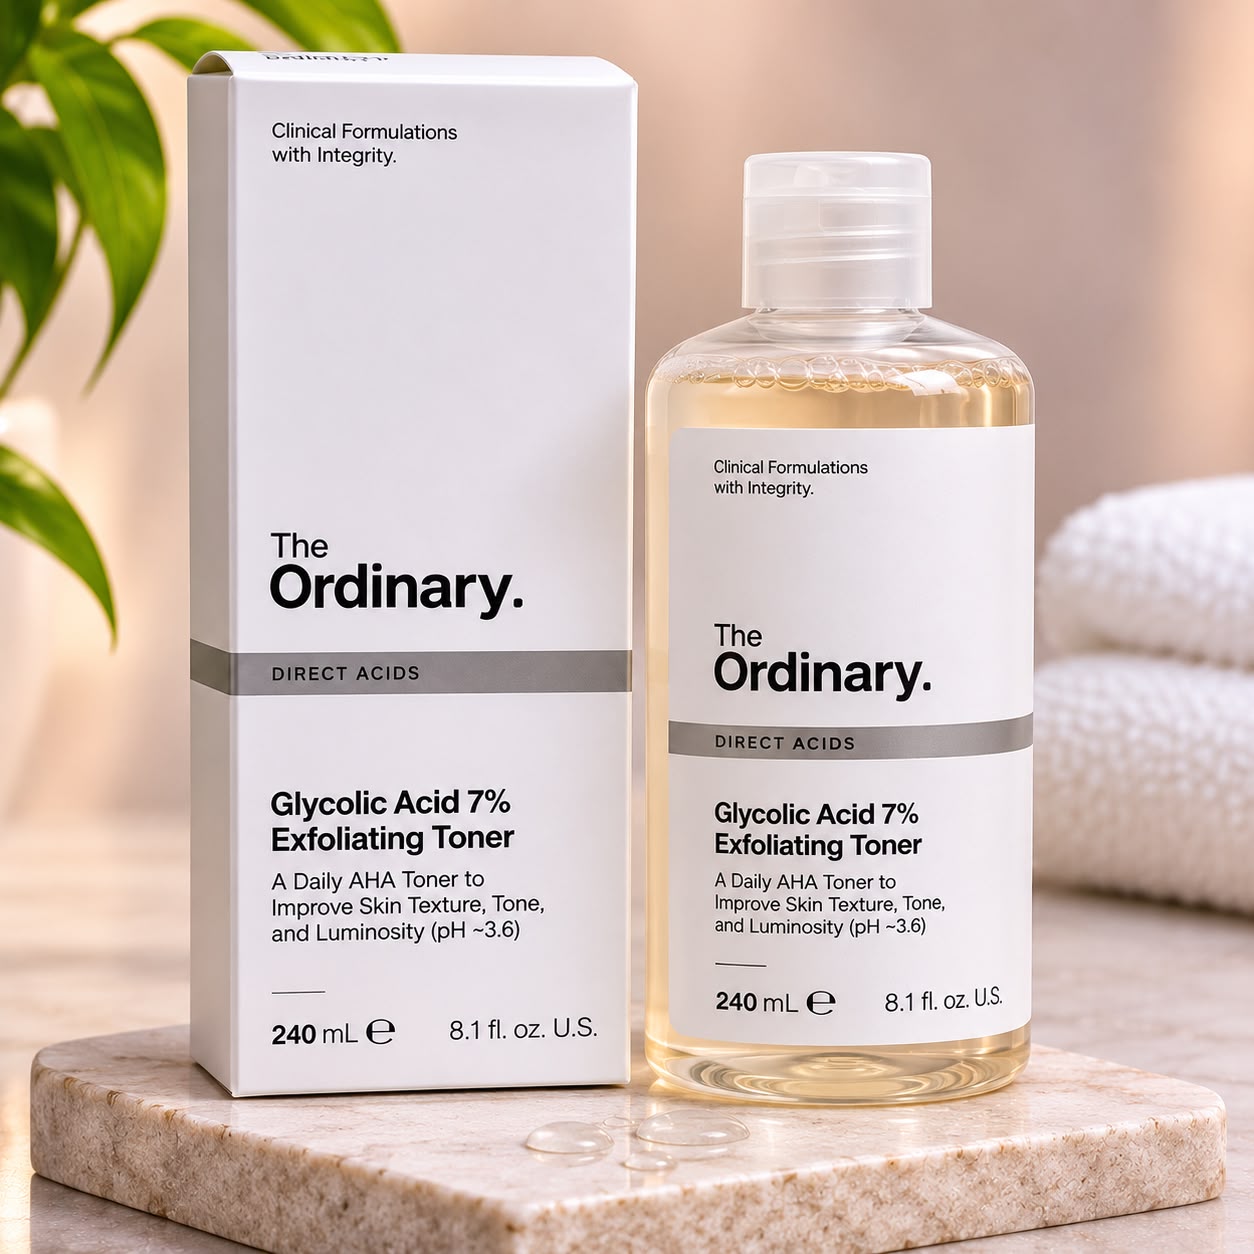 Clinical Formulations
with Integrity.
The
Ordinary.
DIRECT ACIDS
Glycolic Acid 7%
Exfoliating Toner
A Daily AHA Toner to
Improve Skin Texture, Tone,
and Luminosity (pH ~3.6)
240 mL ℮ 8.1 fl. oz. U.S.
Clinical Formulations
with Integrity.
The
Ordinary.
DIRECT ACIDS
Glycolic Acid 7%
Exfoliating Toner
A Daily AHA Toner to
Improve Skin Texture, Tone,
and Luminosity (pH ~3.6)
240 mL ℮ 8.1 fl. oz. U.S.